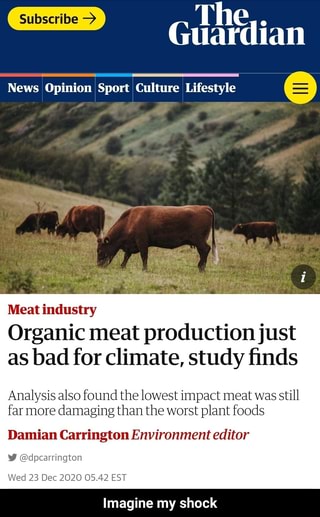 Subscribe →
The
Guardian
News Opinion Sport Culture Lifestyle
i
Meat industry
Organic meat production just
as bad for climate, study finds
Analysis also found the lowest impact meat was still
far more damaging than the worst plant foods
Damian Carrington Environment editor
@dpcarrington
Wed 23 Dec 2020 05.42 EST
Imagine my shock